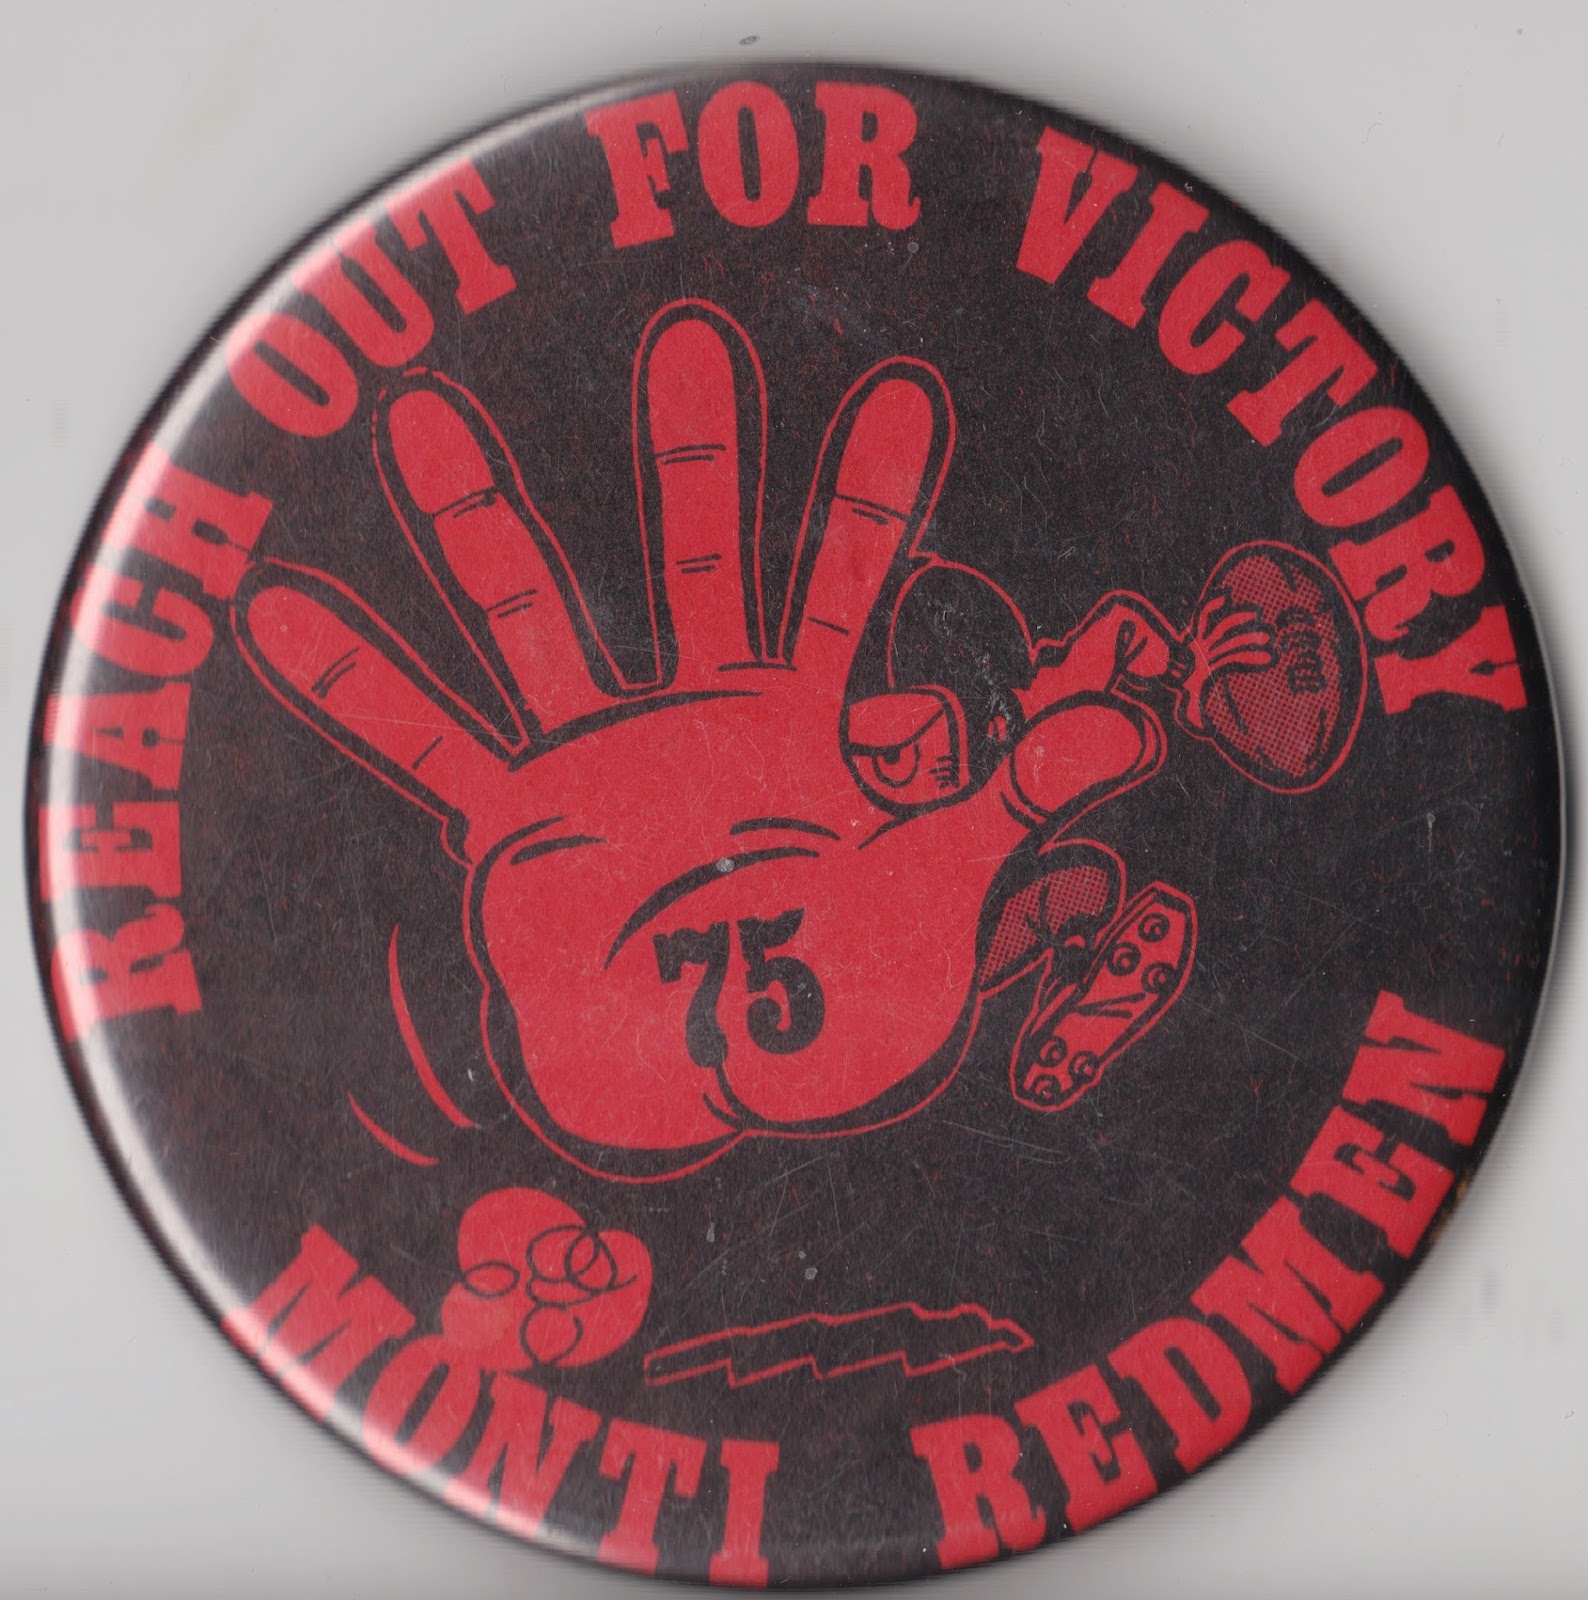 REACH OUT FOR VICTORY
75
MONTI REDMEN